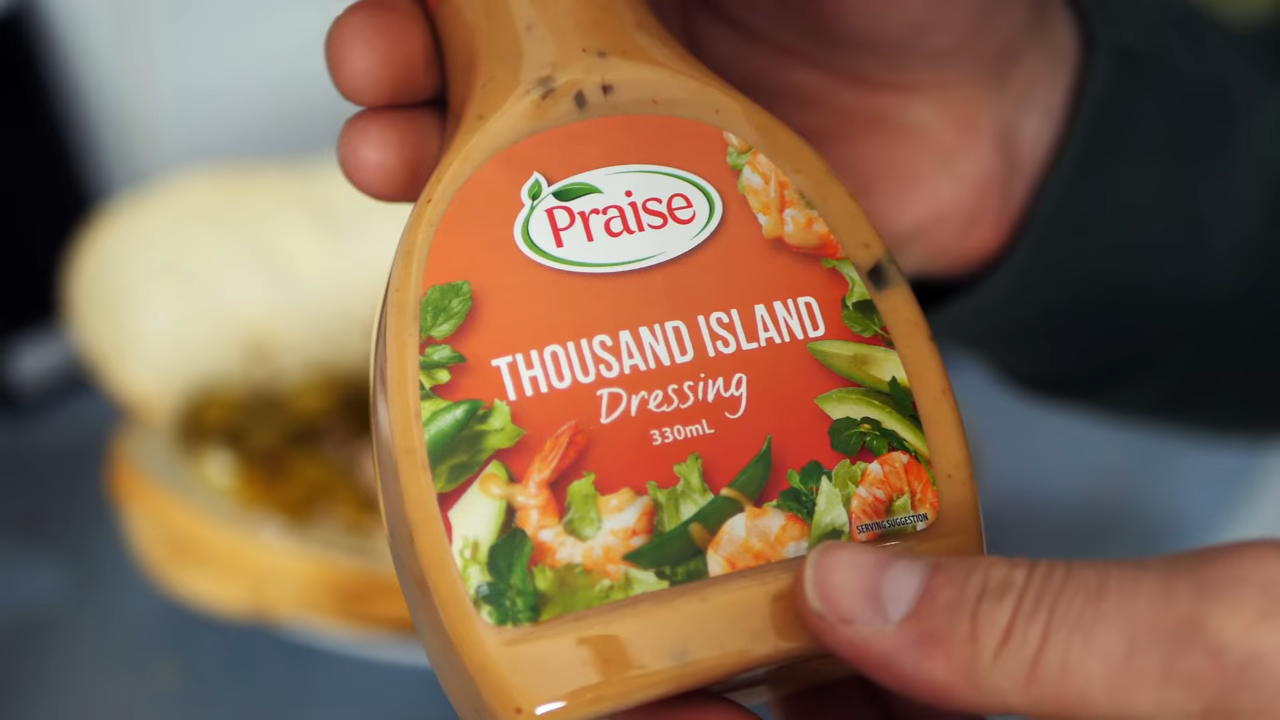 Praise
THOUSAND ISLAND
Dressing
330mL
SERVING SUGGESTION